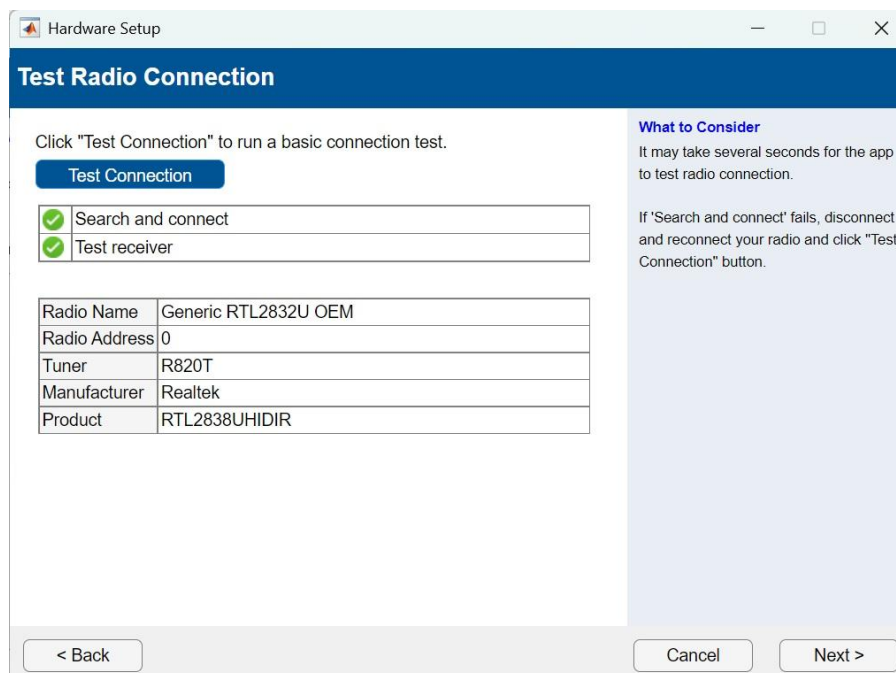 Hardware Setup
Test Radio Connection
Click "Test Connection" to run a basic connection test.
Test Connection
Search and connect
Test receiver
Radio Name Generic RTL2832U OEM
Radio Address 0
Tuner R820T
Manufacturer Realtek
Product RTL2838UHIDIR
What to Consider
It may take several seconds for the app
to test radio connection.
If 'Search and connect' fails, disconnect
and reconnect your radio and click "Test
Connection" button.
< Back
Cancel
Next >